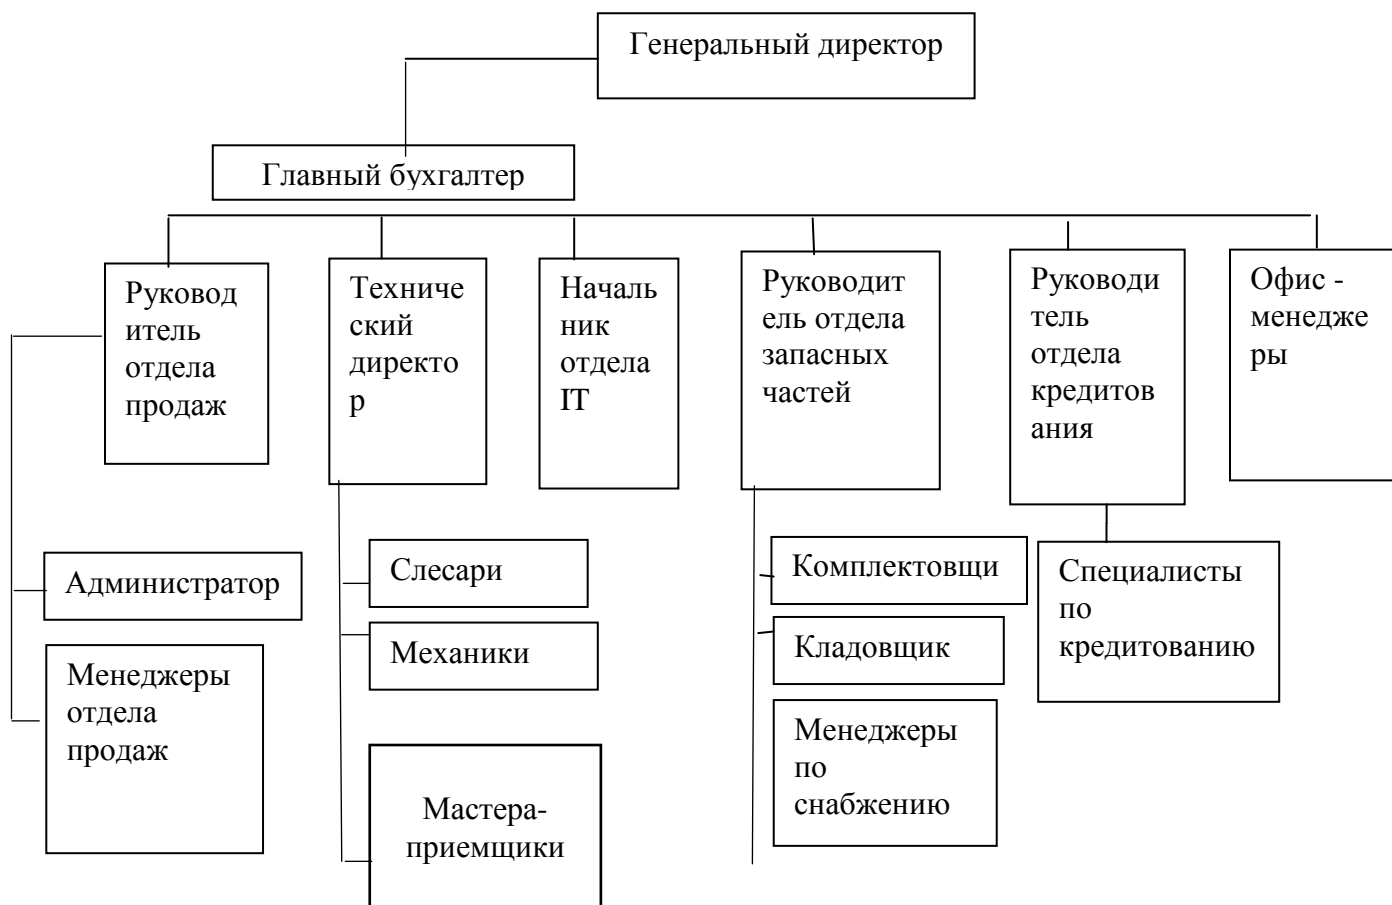 Генеральный директор
Главный бухгалтер
Руковод
итель
отдела
продаж
Техниче
ский
директо
р
Началь
ник
отдела
IT
Руководит
ель отдела
запасных
частей
Руководи
тель
отдела
кредитов
ания
Офис -
менедже
ры
Администратор
Менеджеры
отдела
продаж
Слесари
Механики
Мастера-
приемщики
Комплектовщи
Кладовщик
Менеджеры
по
снабжению
Специалисты
по
кредитованию